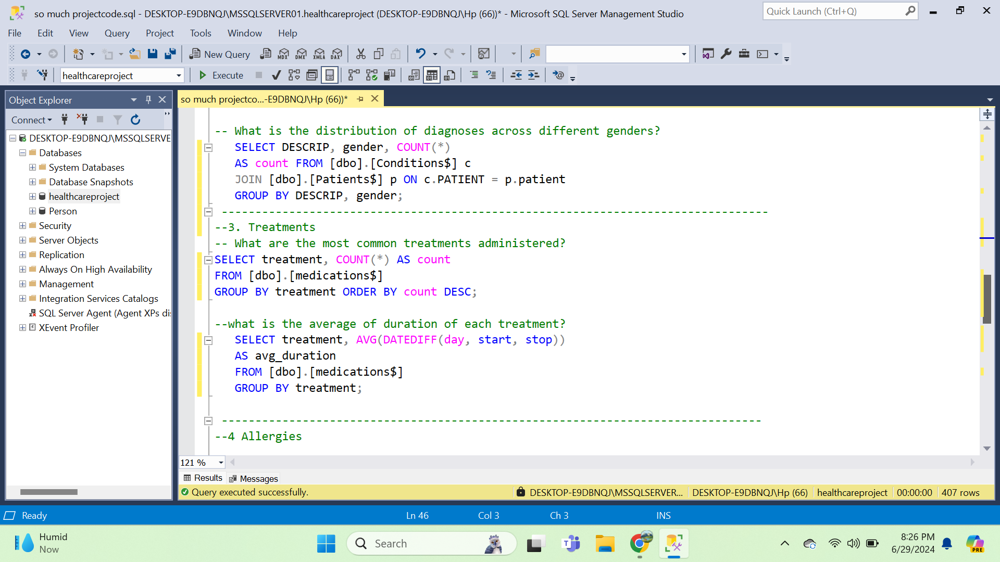 so much projectcode.sql - DESKTOP-E9DBNQJ\MSSQLSERVER01.healthcareproject (DESKTOP-E9DBNQJ\Hp (66))* - Microsoft SQL Server Management Studio
Quick Launch (Ctrl+Q)
File Edit View Query Project Tools Window Help
New Query MDX DMX XMLA DAX
healthcareproject Execute
Object Explorer
so much projectco...-E9DBNQJ\Hp (66))*
Connect
DESKTOP-E9DBNQJ\MSSQLSERVE
Databases
System Databases
Database Snapshots
healthcareproject
Person
Security
Server Objects
Replication
Always On High Availability
Management
Integration Services Catalogs
SQL Server Agent (Agent XPs di
XEvent Profiler
-- What is the distribution of diagnoses across different genders?
SELECT DESCRIP, gender, COUNT(*)
AS count FROM [dbo].[Conditions$] c
JOIN [dbo].[Patients$] p ON c.PATIENT = p.patient
GROUP BY DESCRIP, gender;
---------------------------------------------------------------------------------
--3. Treatments
-- What are the most common treatments administered?
SELECT treatment, COUNT(*) AS count
FROM [dbo].[medications$]
GROUP BY treatment ORDER BY count DESC;
--what is the average of duration of each treatment?
SELECT treatment, AVG(DATEDIFF(day, start, stop))
AS avg_duration
FROM [dbo].[medications$]
GROUP BY treatment;
--------------------------------------------------------------------------------
--4 Allergies
121 %
Results Messages
Query executed successfully. DESKTOP-E9DBNQJ\MSSQLSERVER... DESKTOP-E9DBNQJ\Hp (66) healthcareproject 00:00:00 407 rows
Ready Ln 46 Col 3 Ch 3 INS
Humid
Now
Search
8:26 PM
6/29/2024
PRE